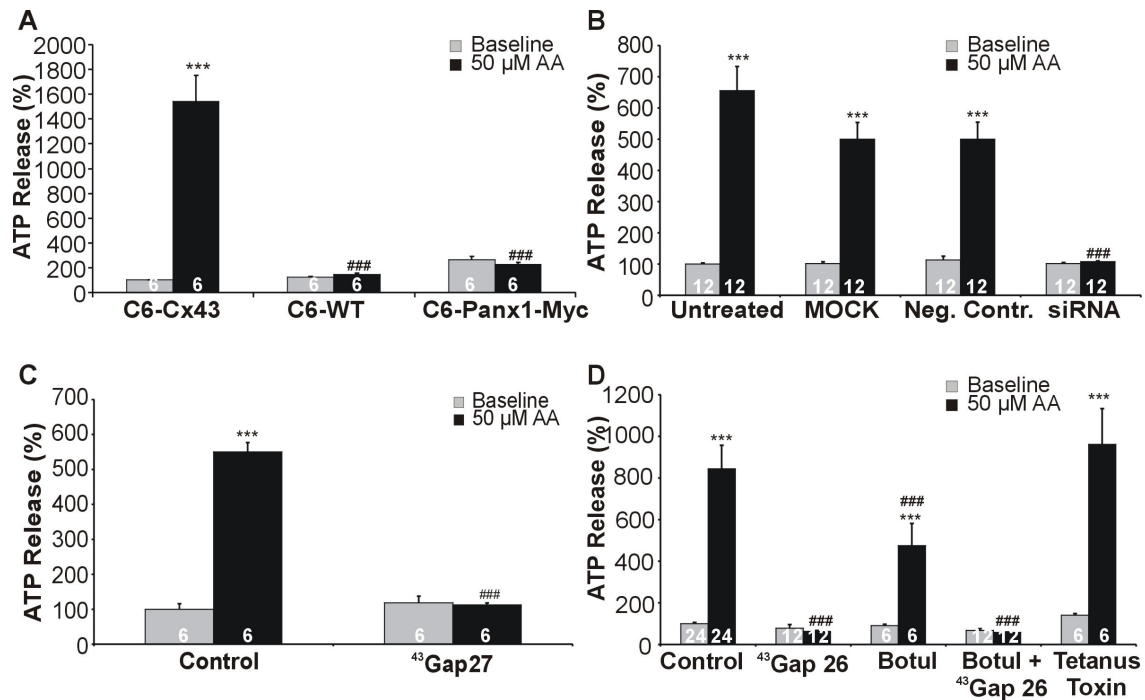 A
ATP Release (%)
2000
1800
1600
1400
1200
1000
800
600
400
200
0
Baseline
50 µM AA
***
###
###
6 6 6 6 6 6
C6-Cx43 C6-WT C6-Panx1-Myc
B
ATP Release (%)
800
700
600
500
400
300
200
100
0
Baseline
50 µM AA
***
***
***
###
12 12 12 12 12 12 12 12
Untreated MOCK Neg. Contr. siRNA
C
ATP Release (%)
700
600
500
400
300
200
100
0
Baseline
50 µM AA
***
###
6 6 6 6
Control ⁴³Gap27
D
ATP Release (%)
1200
1000
800
600
400
200
0
Baseline
50 µM AA
***
###
###
***
###
***
24 24 12 12 6 6 12 12 6 6
Control ⁴³Gap 26 Botul Botul + Tetanus
⁴³Gap 26 Toxin